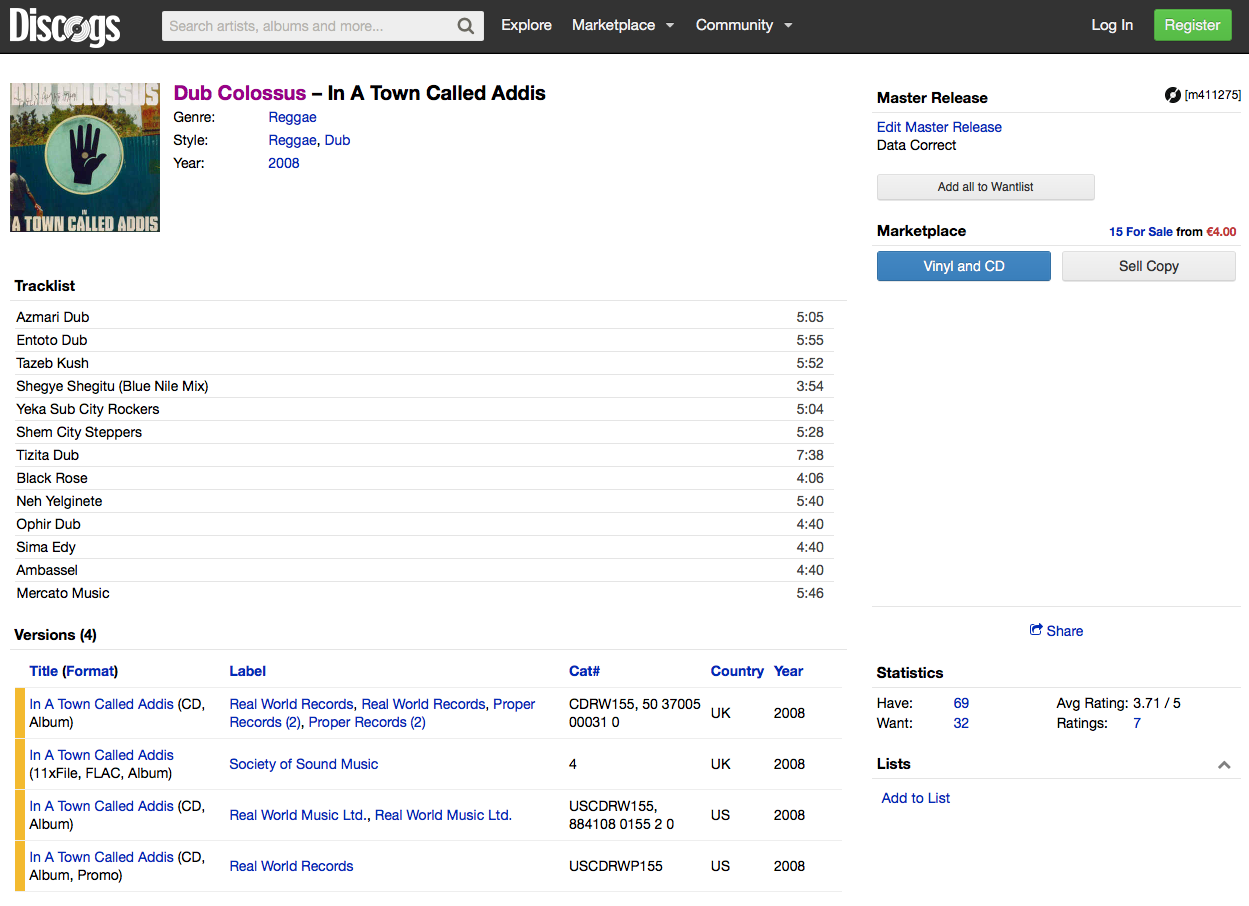 Discogs
Search artists, albums and more...
Explore
Marketplace
Community
Log In
Register
DUB COLOSSUS
IN
A TOWN CALLED ADDIS
Dub Colossus – In A Town Called Addis
Genre: Reggae
Style: Reggae, Dub
Year: 2008
Tracklist
Azmari Dub 5:05
Entoto Dub 5:55
Tazeb Kush 5:52
Shegye Shegitu (Blue Nile Mix) 3:54
Yeka Sub City Rockers 5:04
Shem City Steppers 5:28
Tizita Dub 7:38
Black Rose 4:06
Neh Yelginete 5:40
Ophir Dub 4:40
Sima Edy 4:40
Ambassel 4:40
Mercato Music 5:46
Versions (4)
Title (Format) Label Cat# Country Year
In A Town Called Addis (CD, Album) Real World Records, Real World Records, Proper Records (2), Proper Records (2) CDRW155, 50 37005 00031 0 UK 2008
In A Town Called Addis (11xFile, FLAC, Album) Society of Sound Music 4 UK 2008
In A Town Called Addis (CD, Album) Real World Music Ltd., Real World Music Ltd. USCDRW155, 884108 0155 2 0 US 2008
In A Town Called Addis (CD, Album, Promo) Real World Records USCDRWP155 US 2008
Master Release [m411275]
Edit Master Release
Data Correct
Add all to Wantlist
Marketplace 15 For Sale from €4.00
Vinyl and CD
Sell Copy
Share
Statistics
Have: 69 Avg Rating: 3.71 / 5
Want: 32 Ratings: 7
Lists
Add to List